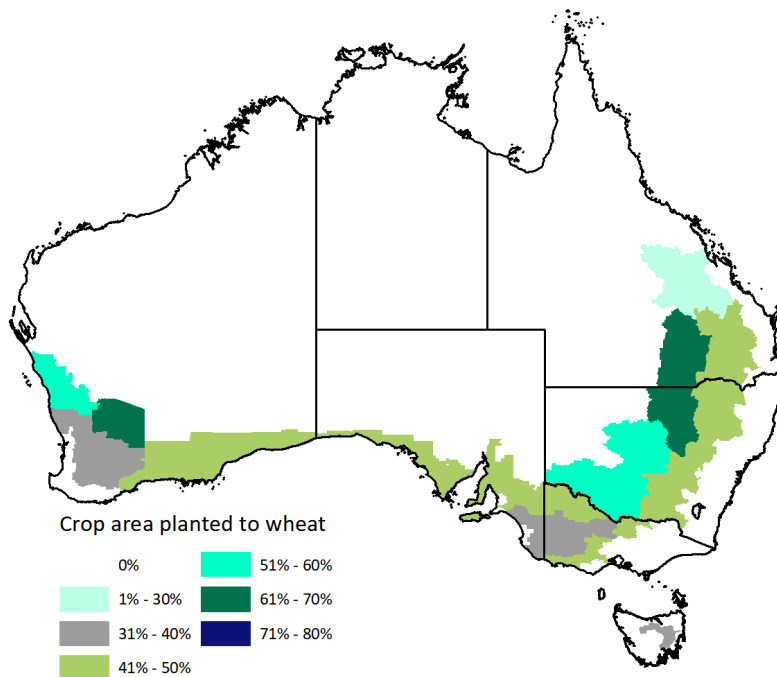 Crop area planted to wheat
0%
1% - 30%
31% - 40%
41% - 50%
51% - 60%
61% - 70%
71% - 80%